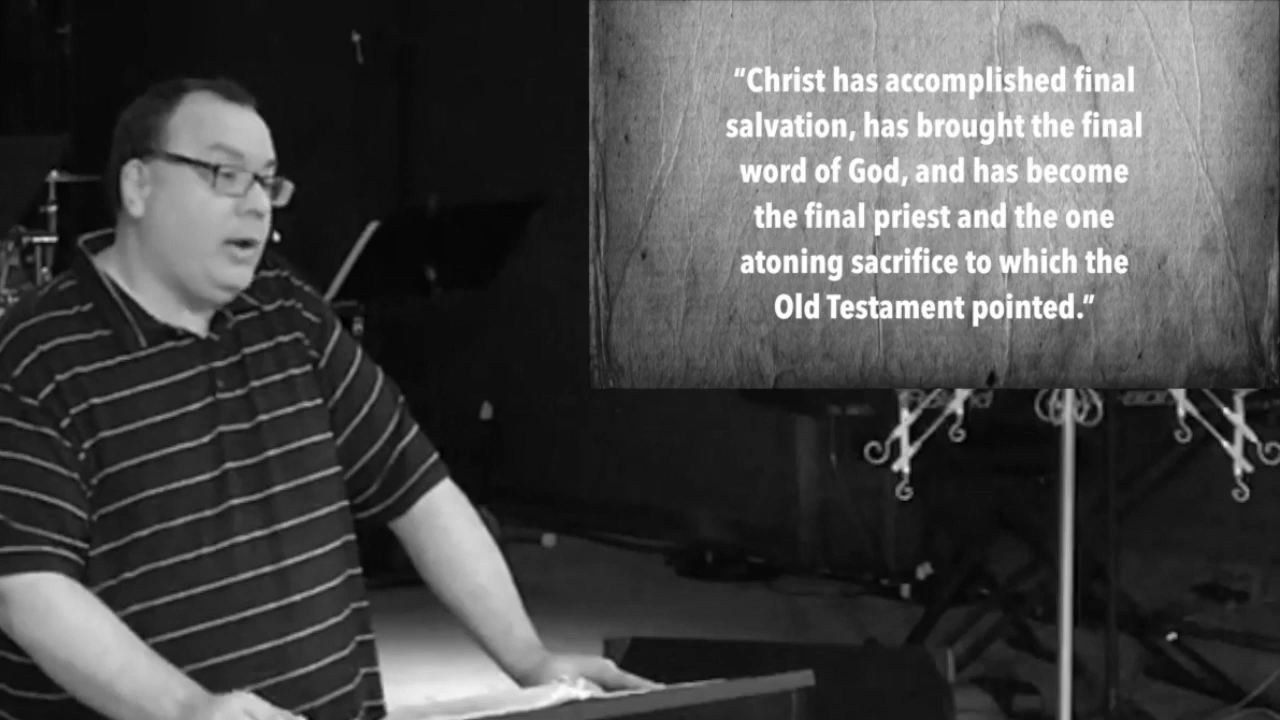 “Christ has accomplished final
salvation, has brought the final
word of God, and has become
the final priest and the one
atoning sacrifice to which the
Old Testament pointed.”
Roland